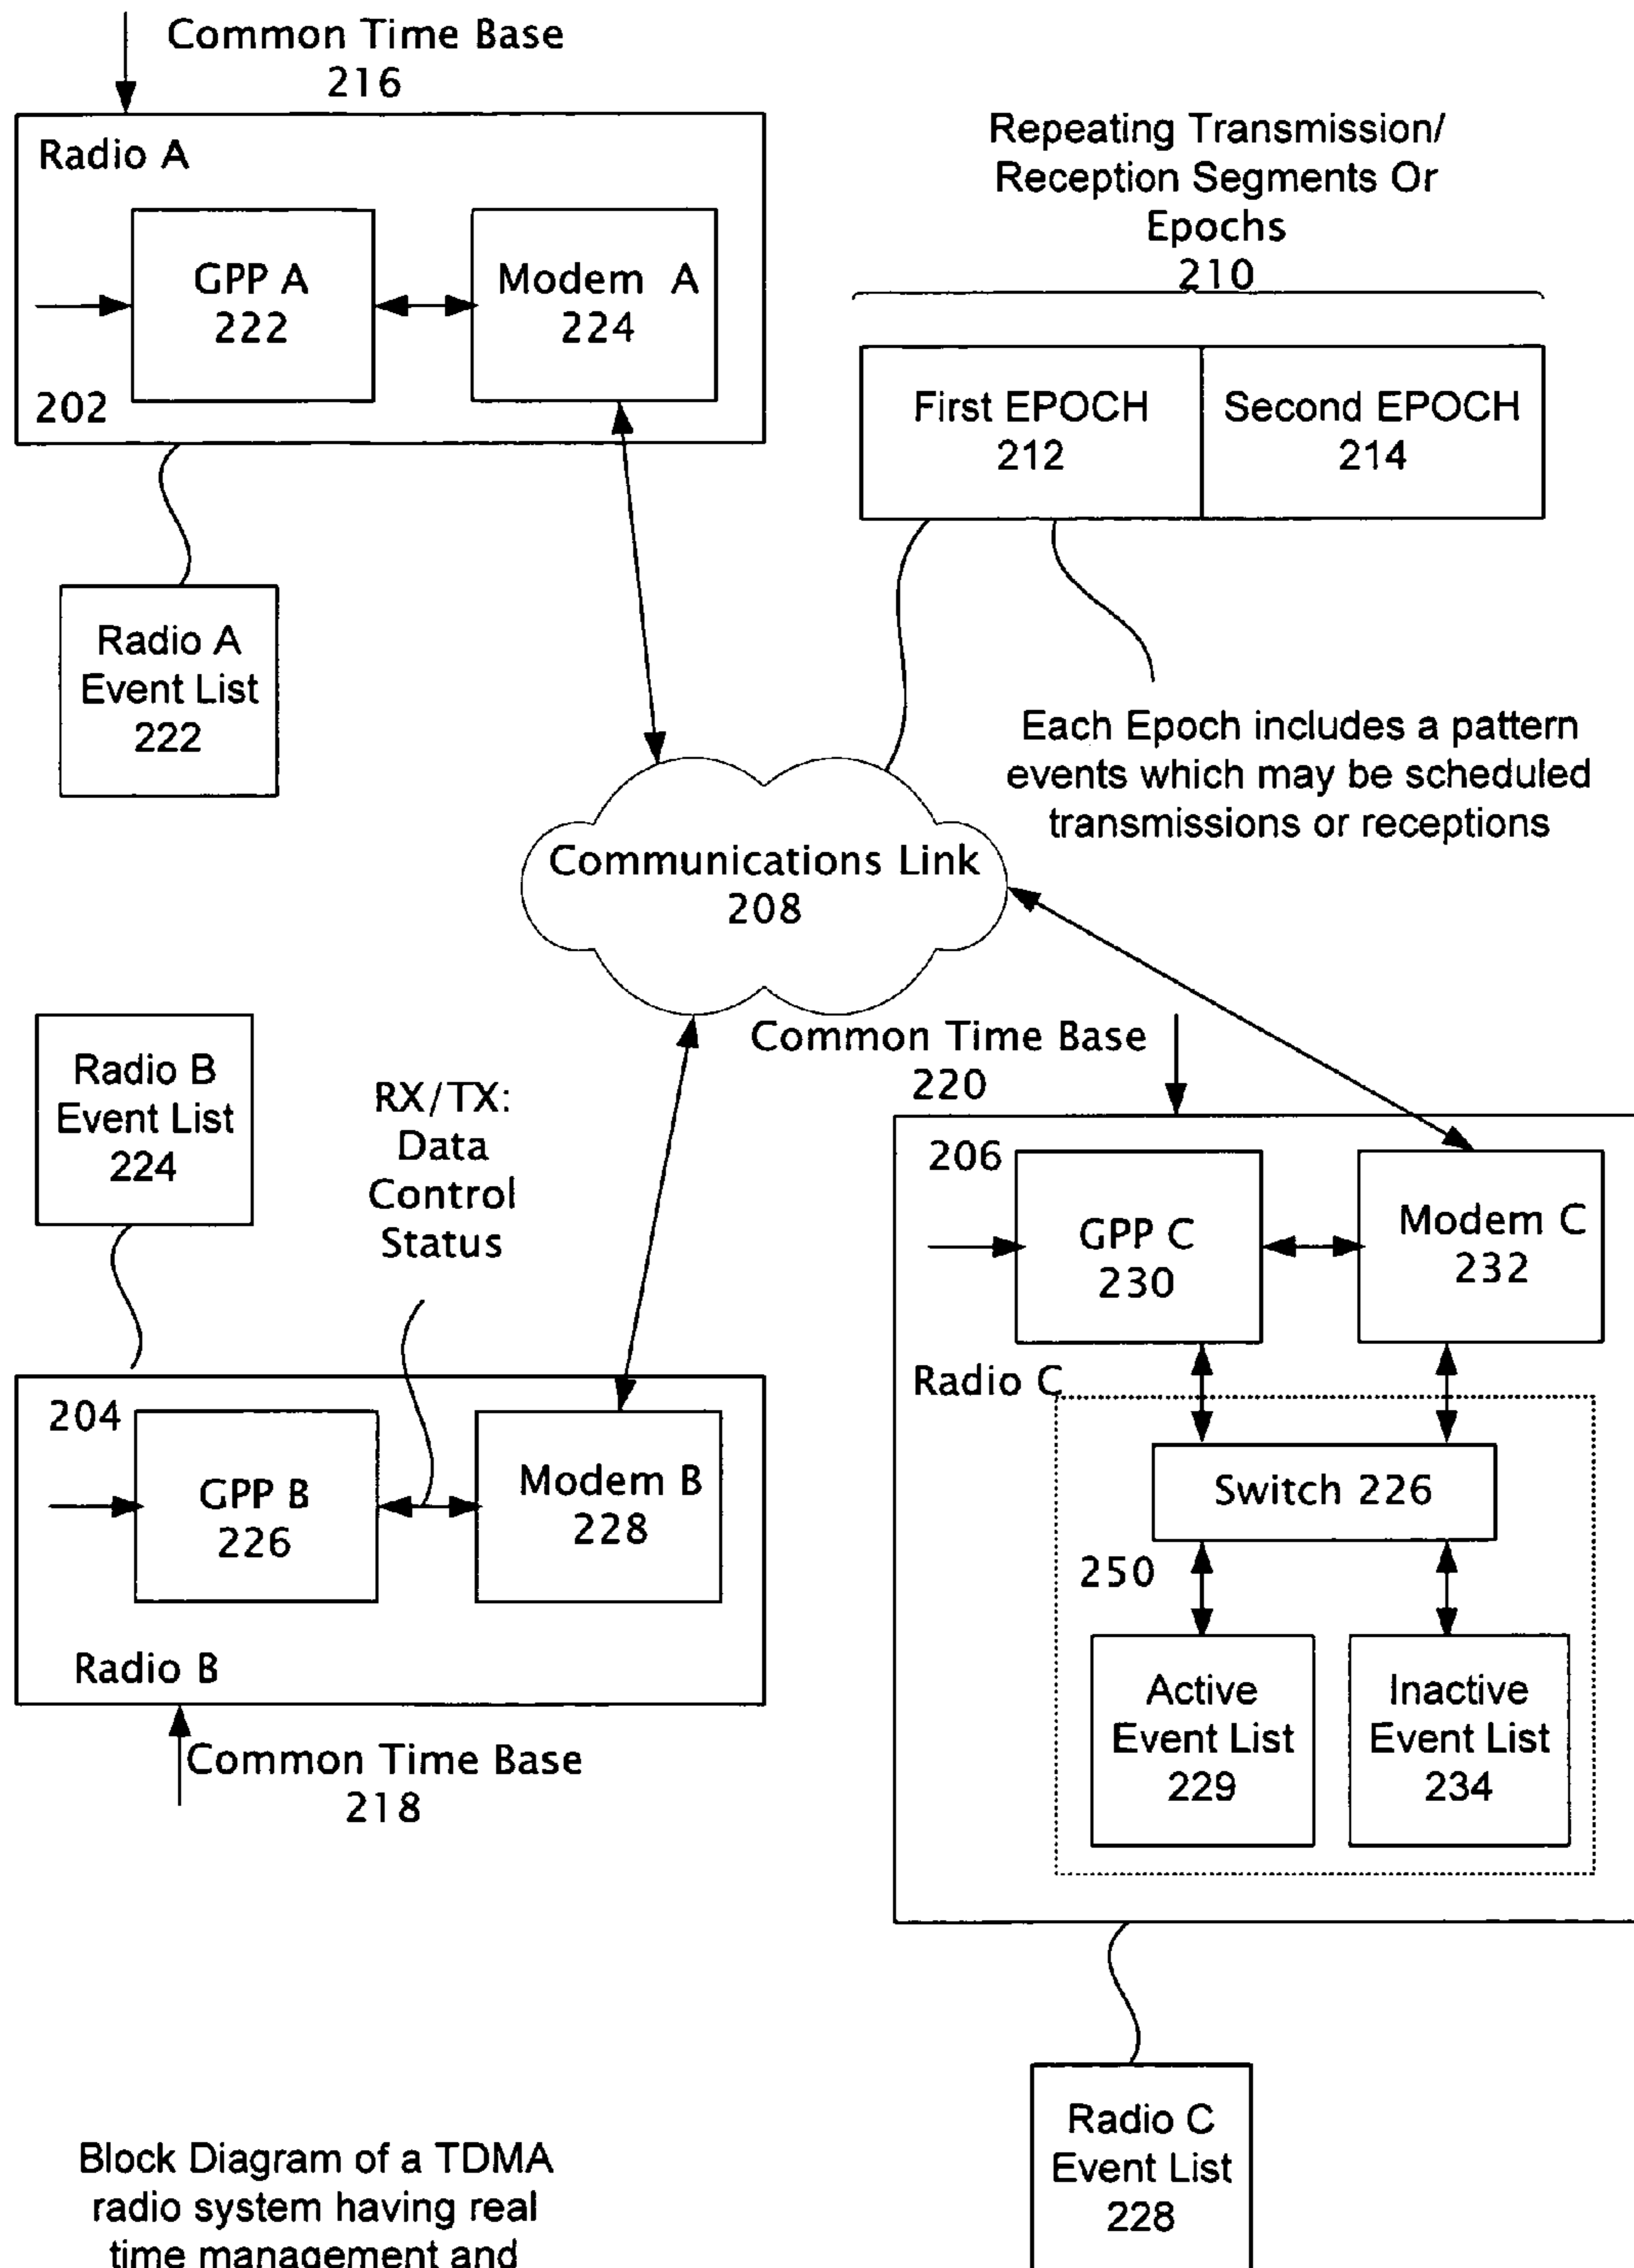 Common Time Base
216
Radio A
GPP A
222
Modem A
224
202
Radio A
Event List
222
Repeating Transmission/
Reception Segments Or
Epochs
210
First EPOCH
212
Second EPOCH
214
Each Epoch includes a pattern
events which may be scheduled
transmissions or receptions
Communications Link
208
Radio B
Event List
224
RX/TX:
Data
Control
Status
204
GPP B
226
Modem B
228
Radio B
Common Time Base
218
Common Time Base
220
206
GPP C
230
Modem C
232
Radio C
Switch 226
250
Active
Event List
229
Inactive
Event List
234
Radio C
Event List
228
Block Diagram of a TDMA
radio system having real
time management and